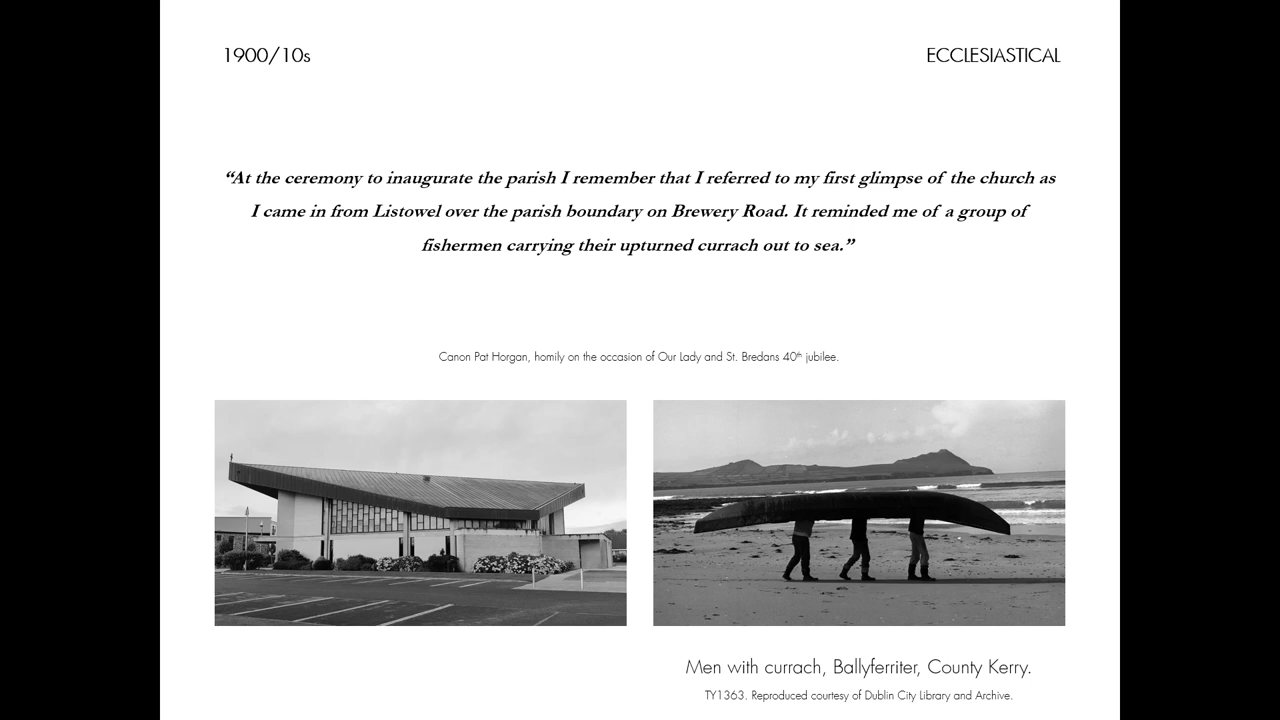 1900/10s
ECCLESIASTICAL
“At the ceremony to inaugurate the parish I remember that I referred to my first glimpse of the church as
I came in from Listowel over the parish boundary on Brewery Road. It reminded me of a group of
fishermen carrying their upturned currach out to sea.”
Canon Pat Horgan, homily on the occasion of Our Lady and St. Bredans 40th jubilee.
Men with currach, Ballyferriter, County Kerry.
TY1363. Reproduced courtesy of Dublin City Library and Archive.